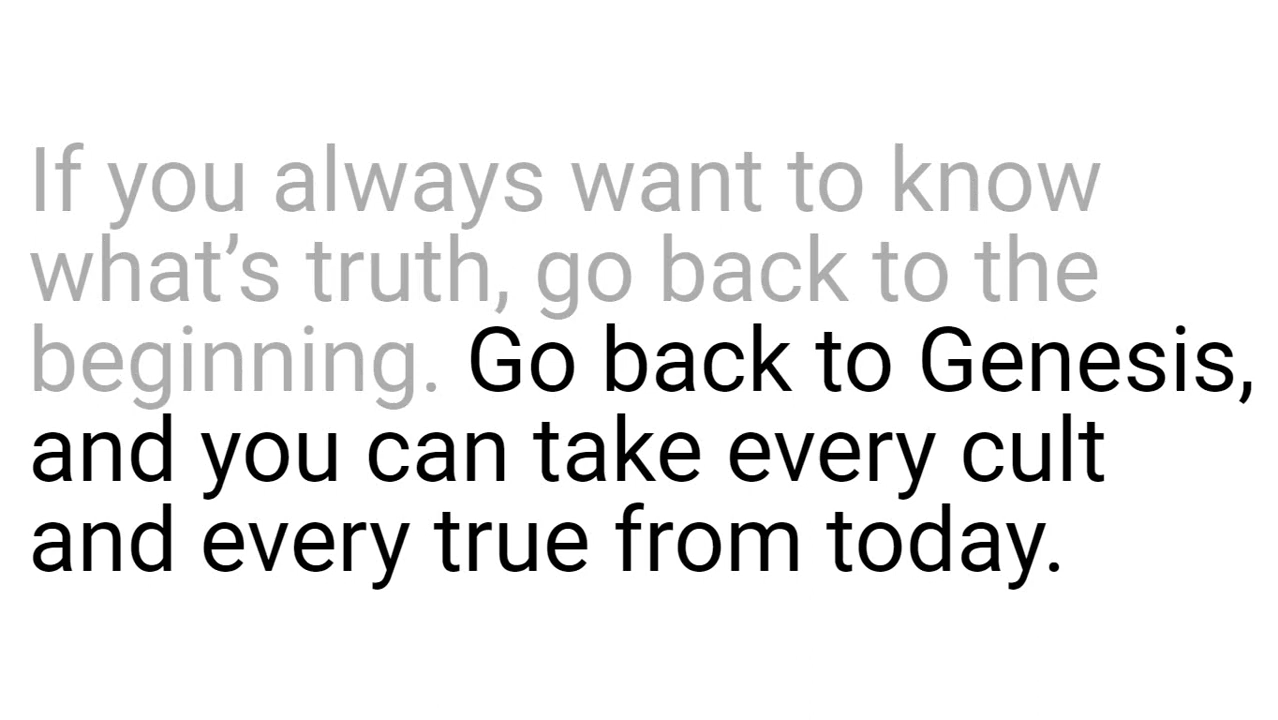 If you always want to know
what’s truth, go back to the
beginning. Go back to Genesis,
and you can take every cult
and every true from today.